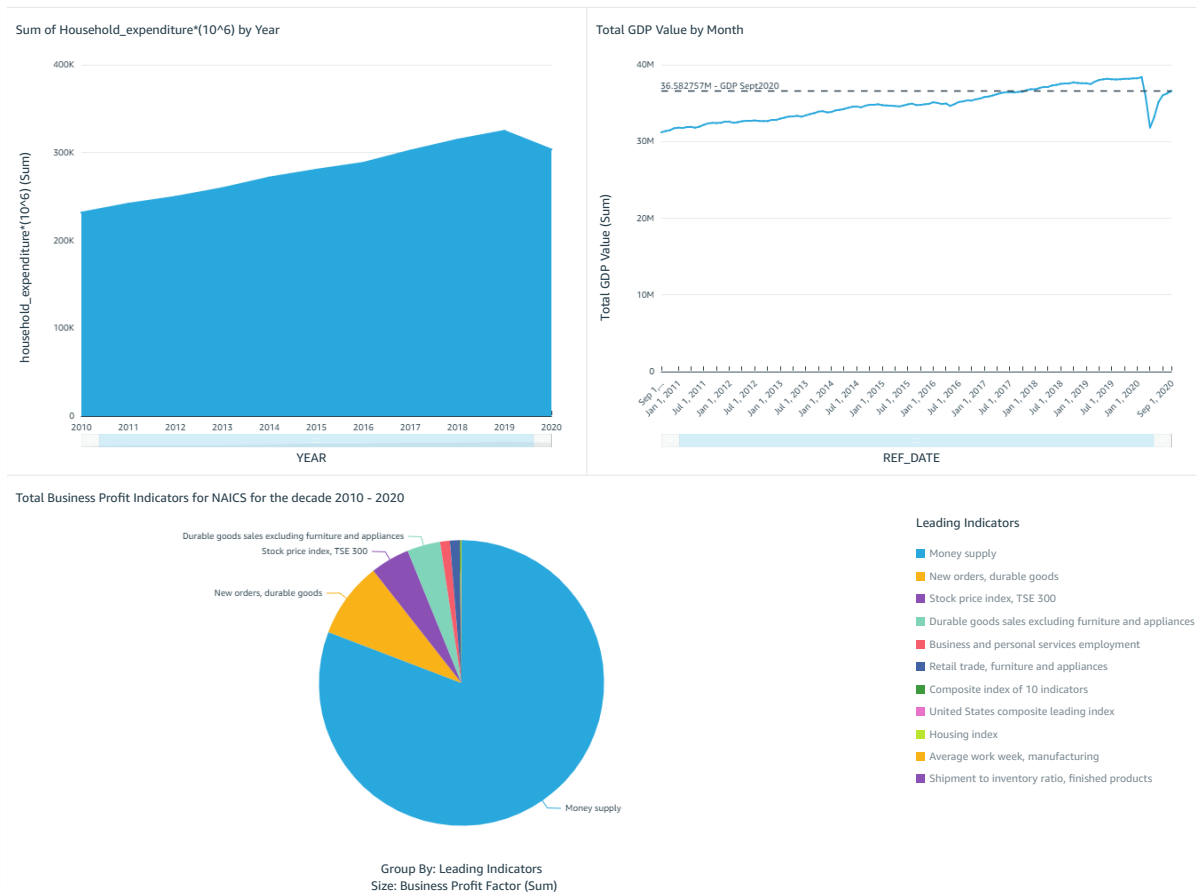 Sum of Household_expenditure*(10^6) by Year
household_expenditure*(10^6) (Sum)
400K
300K
200K
100K
0
2010
2011
2012
2013
2014
2015
2016
2017
2018
2019
2020
YEAR
Total GDP Value by Month
Total GDP Value (Sum)
40M
36.582757M - GDP Sept2020
30M
20M
10M
0
Sep 1,...
Jan 1, 2011
Jul 1, 2011
Jan 1, 2012
Jul 1, 2012
Jan 1, 2013
Jul 1, 2013
Jan 1, 2014
Jul 1, 2014
Jan 1, 2015
Jul 1, 2015
Jan 1, 2016
Jul 1, 2016
Jan 1, 2017
Jul 1, 2017
Jan 1, 2018
Jul 1, 2018
Jan 1, 2019
Jul 1, 2019
Jan 1, 2020
Sep 1, 2020
REF_DATE
Total Business Profit Indicators for NAICS for the decade 2010 - 2020
Durable goods sales excluding furniture and appliances
Stock price index, TSE 300
New orders, durable goods
Money supply
Group By: Leading Indicators
Size: Business Profit Factor (Sum)
Leading Indicators
Money supply
New orders, durable goods
Stock price index, TSE 300
Durable goods sales excluding furniture and appliances
Business and personal services employment
Retail trade, furniture and appliances
Composite index of 10 indicators
United States composite leading index
Housing index
Average work week, manufacturing
Shipment to inventory ratio, finished products